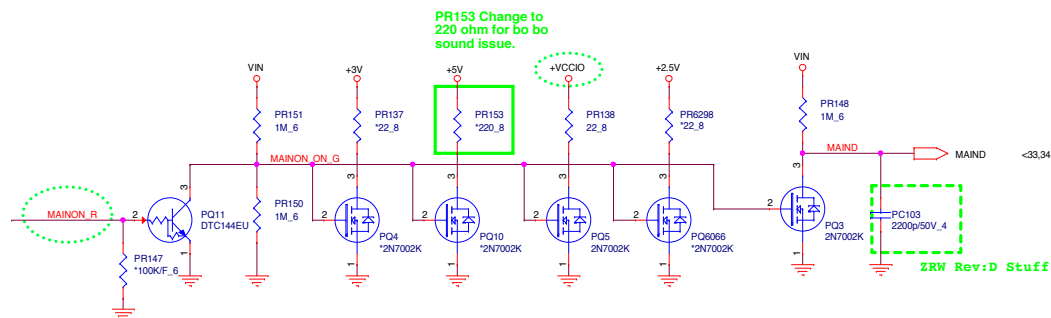 PR153 Change to
220 ohm for bo bo
sound issue.
VIN
+3V
+5V
+VCCIO
+2.5V
VIN
PR151
1M_6
PR137
*22_8
PR153
*220_8
PR138
22_8
PR6298
*22_8
PR148
1M_6
MAINON_ON_G
MAIND
MAIND
<33,34
MAINON_R
2
3
1
PQ11
DTC144EU
PR150
1M_6
2
3
1
PQ4
*2N7002K
2
3
1
PQ10
*2N7002K
2
3
1
PQ5
2N7002K
2
3
1
PQ6066
*2N7002K
2
3
1
PQ3
2N7002K
PC103
2200p/50V_4
PR147
*100K/F_6
ZRW Rev:D Stuff